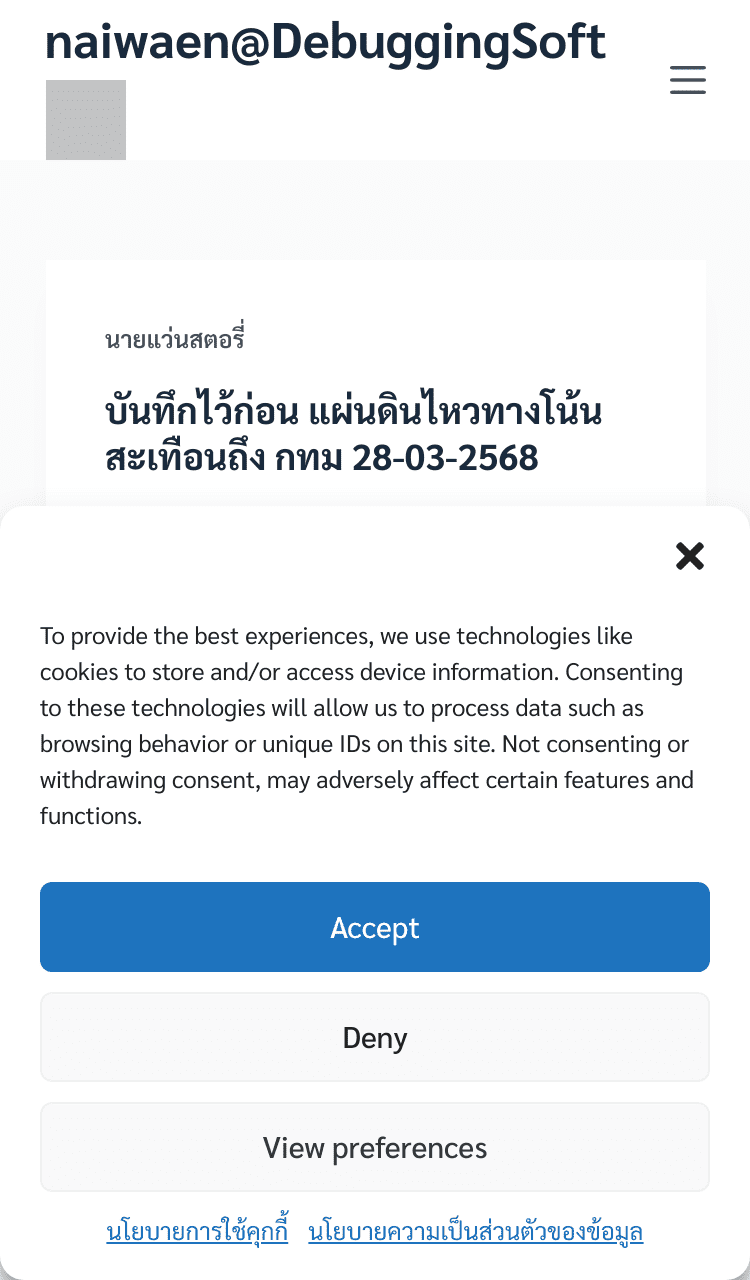 naiwaen@DebuggingSoft
นายแว่นสตอรี่
บันทึกไว้ก่อน แผ่นดินไหวทางโน้น
สะเทือนถึง กทม 28-03-2568
To provide the best experiences, we use technologies like
cookies to store and/or access device information. Consenting
to these technologies will allow us to process data such as
browsing behavior or unique IDs on this site. Not consenting or
withdrawing consent, may adversely affect certain features and
functions.
Accept
Deny
View preferences
นโยบายการใช้คุกกี้ นโยบายความเป็นส่วนตัวของข้อมูล